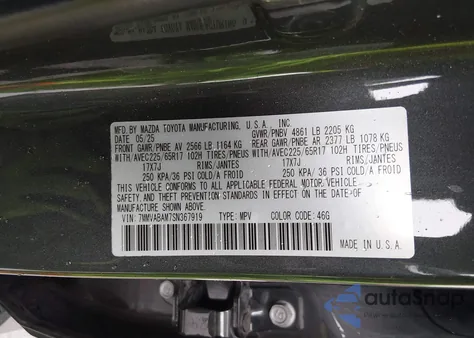 MFD. BY MAZDA TOYOTA MANUFACTURING, U.S.A., INC.
DATE 05/25 GVWR/PNBV 4861 LB 2205 KG
FRONT GAWR/PNBE AV 2566 LB 1164 KG REAR GAWR/PNBE AR 2377 LB 1078 KG
WITH/AVEC225/65R17 102H TIRES/PNEUS WITH/AVEC225/65R17 102H TIRES/PNEUS
17X7J RIMS/JANTES 17X7J RIMS/JANTES
250 KPA/36 PSI COLD/A FROID 250 KPA/ 36 PSI COLD/A FROID
THIS VEHICLE CONFORMS TO ALL APPLICABLE FEDERAL MOTOR VEHICLE
SAFETY, BUMPER, AND THEFT PREVENTION STANDARDS IN EFFECT ON THE DATE OF
MANUFACTURE SHOWN ABOVE.
VIN: 7MMVABAM7SN367919 TYPE: MPV COLOR CODE: 46G
MADE IN U.S.A.
autoSnap